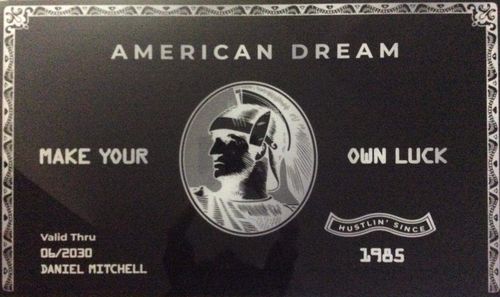 AMERICAN DREAM
MAKE YOUR OWN LUCK
HUSTLIN' SINCE
1985
Valid Thru
06/2030
DANIEL MITCHELL